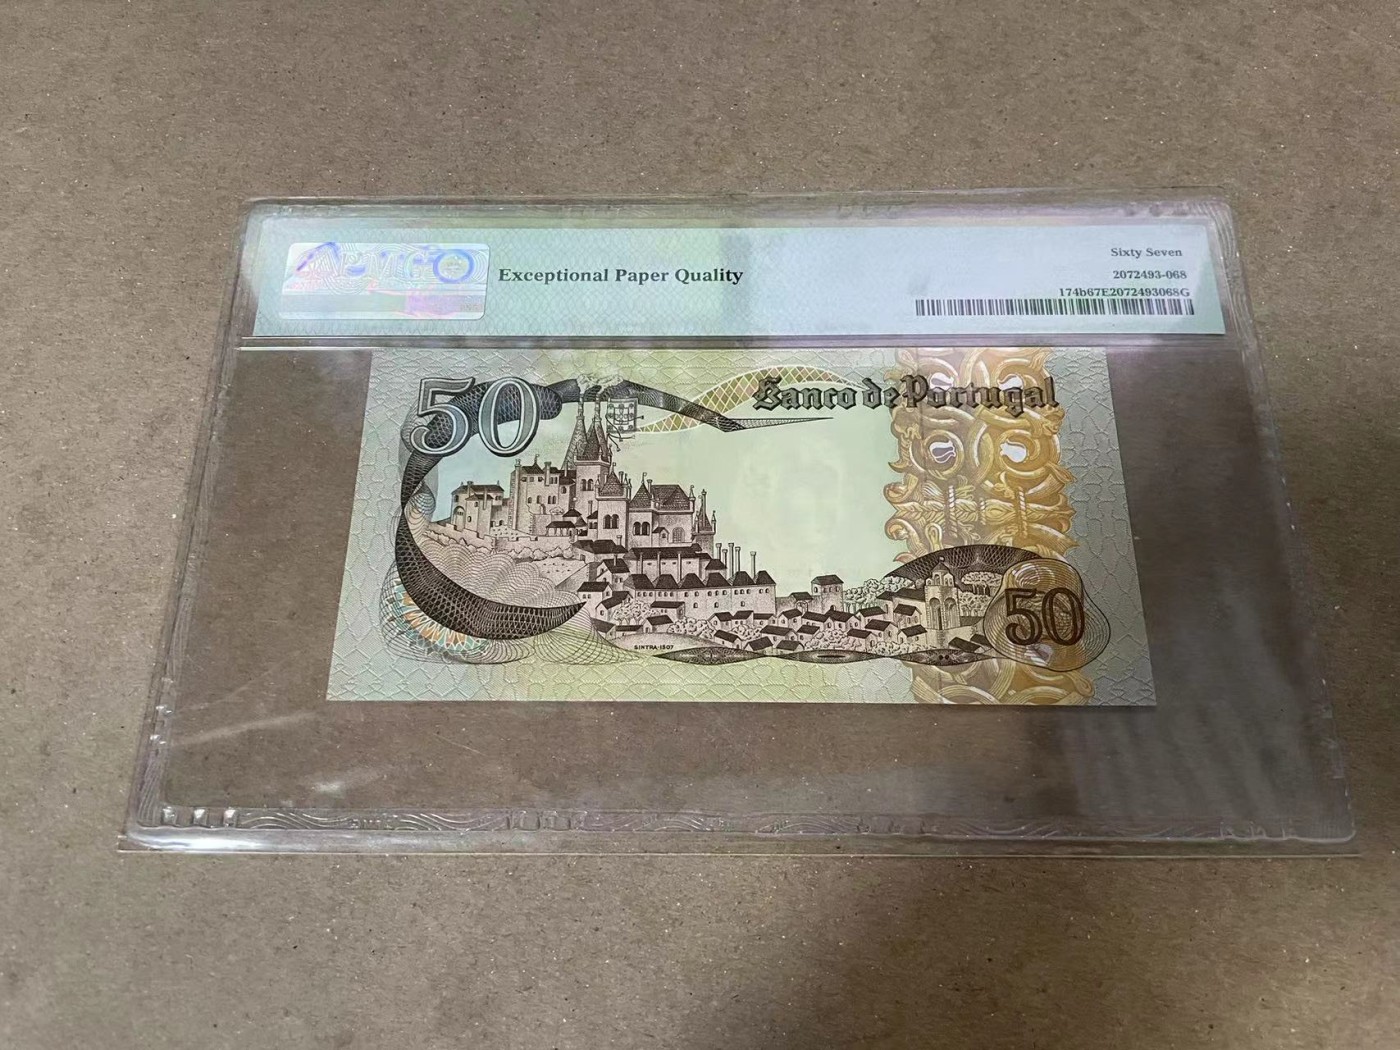 Exceptional Paper Quality
Sixty Seven
2072493-068
174b67E2072493068G
50
Banco de Portugal
50
SINTRA-1507